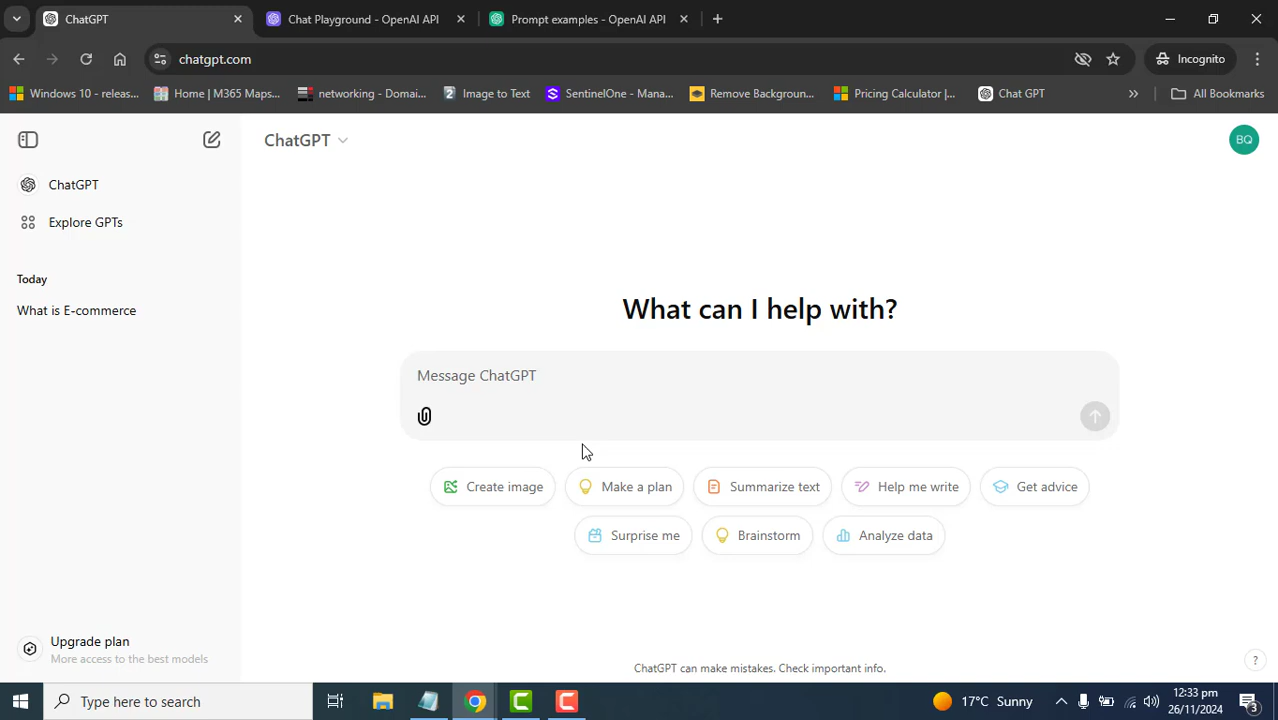 ChatGPT
Chat Playground - OpenAI API
Prompt examples - OpenAI API
chatgpt.com
Incognito
Windows 10 - releas...
Home | M365 Maps...
networking - Domai...
Image to Text
SentinelOne - Mana...
Remove Backgroun...
Pricing Calculator |...
Chat GPT
All Bookmarks
ChatGPT
BQ
ChatGPT
Explore GPTs
Today
What is E-commerce
What can I help with?
Message ChatGPT
Create image
Make a plan
Summarize text
Help me write
Get advice
Surprise me
Brainstorm
Analyze data
Upgrade plan
More access to the best models
ChatGPT can make mistakes. Check important info.
?
Type here to search
17°C Sunny
12:33 pm
26/11/2024
3